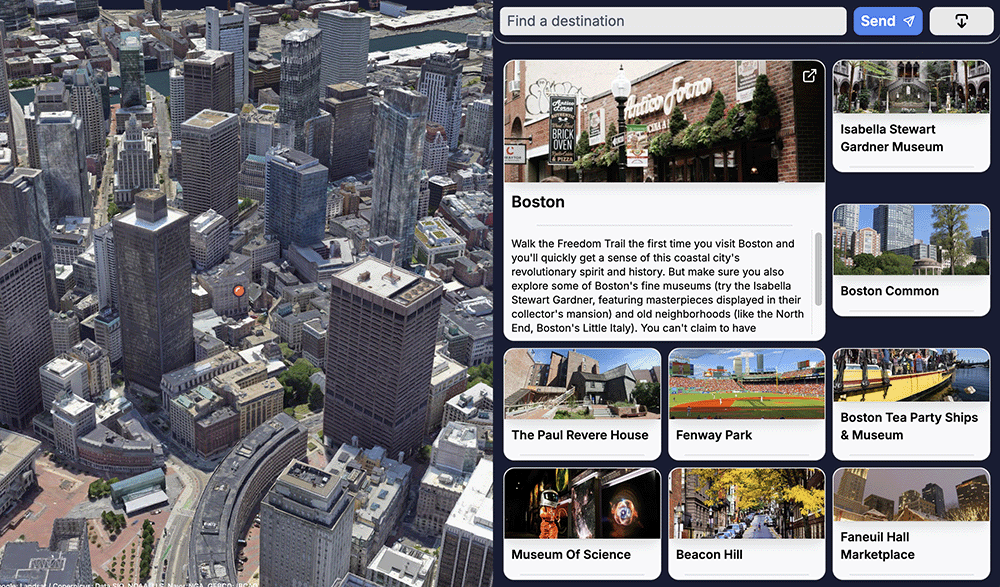 Find a destination
Send
Antico Forno
Antico
Forno
BRICK
OVEN
& PIZZA
Boston
Walk the Freedom Trail the first time you visit Boston and
you'll quickly get a sense of this coastal city's
revolutionary spirit and history. But make sure you also
explore some of Boston's fine museums (try the Isabella
Stewart Gardner, featuring masterpieces displayed in their
collector's mansion) and old neighborhoods (like the North
End, Boston's Little Italy). You can't claim to have
Isabella Stewart
Gardner Museum
Boston Common
The Paul Revere House
Fenway Park
Boston Tea Party Ships
& Museum
Museum Of Science
Beacon Hill
Faneuil Hall
Marketplace